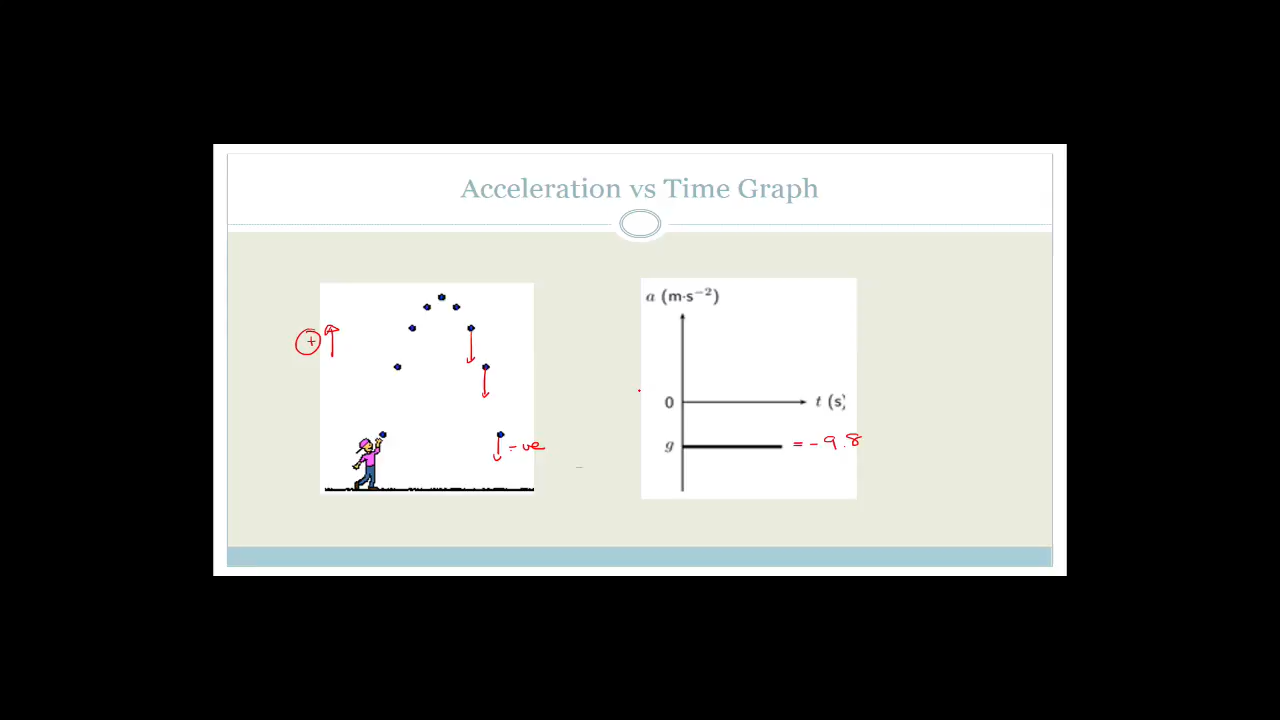 Acceleration vs Time Graph
+
- ve
a (m·s⁻²)
0
t (s)
g
= - 9.8